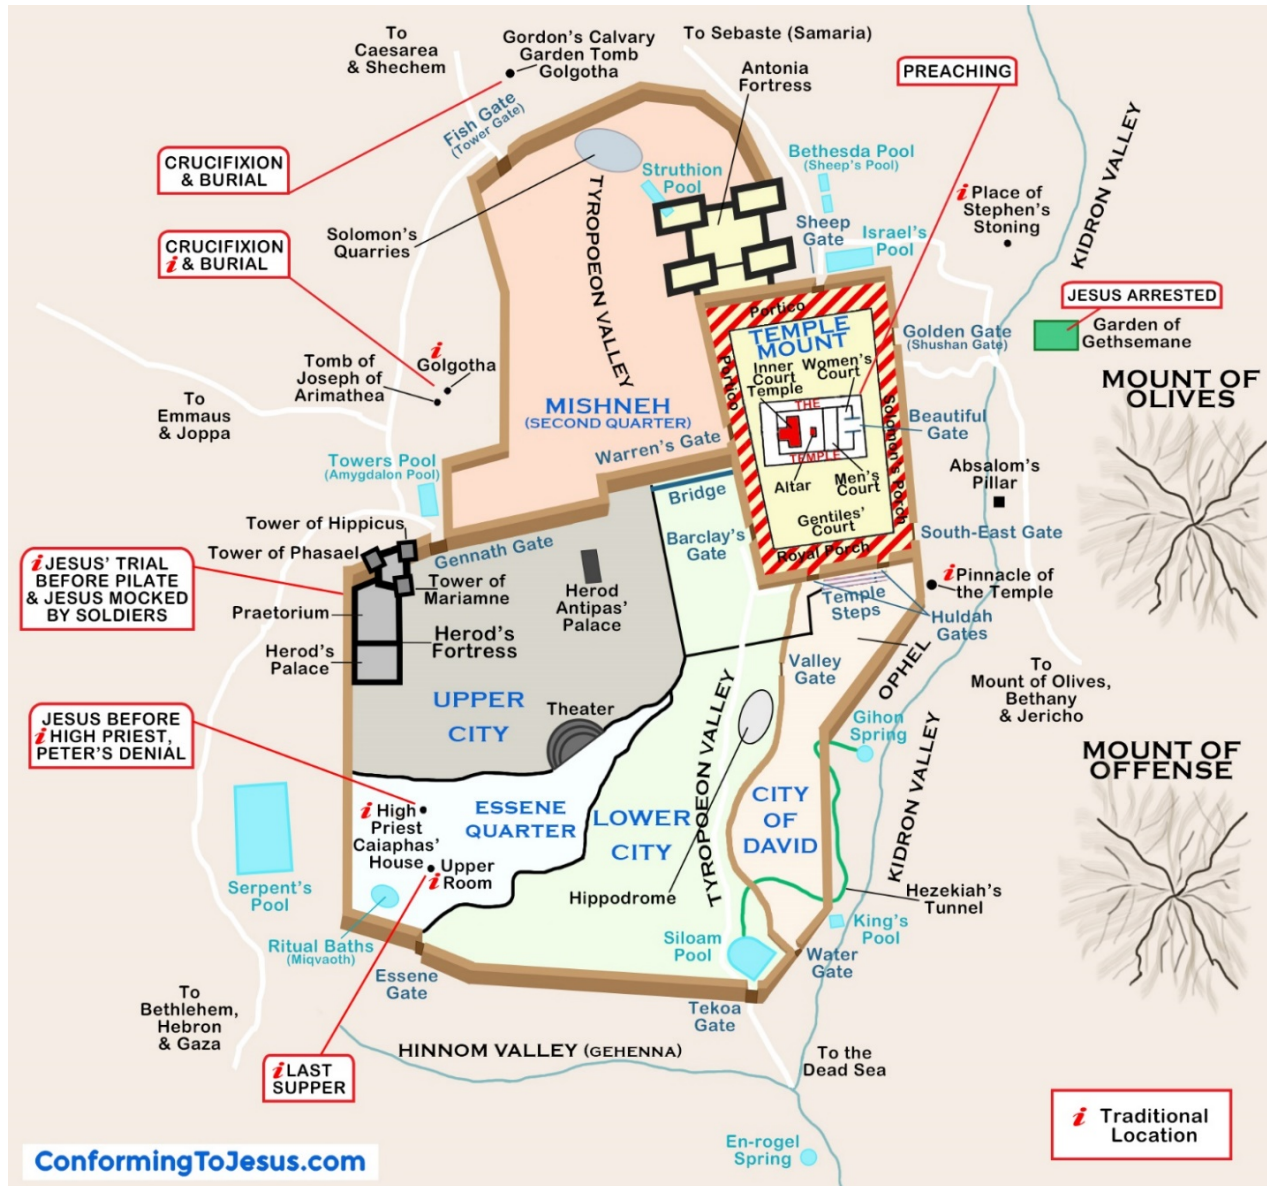 To
Caesarea
& Shechem
Gordon's Calvary
Garden Tomb
Golgotha
To Sebaste (Samaria)
Antonia
Fortress
PREACHING
Fish Gate
(Tower Gate)
CRUCIFIXION
& BURIAL
Struthion
Pool
Bethesda Pool
(Sheep's Pool)
KIDRON VALLEY
i Place of
Stephen's
Stoning
Solomon's
Quarries
TYROPOEON VALLEY
Sheep
Gate
Israel's
Pool
CRUCIFIXION
i & BURIAL
JESUS ARRESTED
Garden of
Gethsemane
Portico
TEMPLE
MOUNT
Golden Gate
(Shushan Gate)
i
Golgotha
Tomb of
Joseph of
Arimathea
Portico
Inner
Court
Temple
Women's
Court
MOUNT OF
OLIVES
To
Emmaus
& Joppa
MISHNEH
(SECOND QUARTER)
THE
TEMPLE
Solomon's Porch
Beautiful
Gate
Warren's Gate
Towers Pool
(Amygdalon Pool)
Altar
Men's
Court
Absalom's
Pillar
Bridge
Gentiles'
Court
Tower of Hippicus
Gennath Gate
Barclay's
Gate
Royal Porch
South-East Gate
Tower of Phasael
i JESUS' TRIAL
BEFORE PILATE
& JESUS MOCKED
BY SOLDIERS
Tower of
Mariamne
Herod
Antipas'
Palace
Temple
Steps
i Pinnacle of
the Temple
Praetorium
Huldah
Gates
Herod's
Fortress
Herod's
Palace
Valley
Gate
OPHEL
To
Mount of Olives,
Bethany
& Jericho
UPPER
CITY
Theater
TYROPOEON VALLEY
Gihon
Spring
JESUS BEFORE
i HIGH PRIEST,
PETER'S DENIAL
KIDRON VALLEY
MOUNT OF
OFFENSE
i High
Priest
Caiaphas'
House
ESSENE
QUARTER
LOWER
CITY
CITY
OF
DAVID
Upper
i Room
Hippodrome
Hezekiah's
Tunnel
Serpent's
Pool
Ritual Baths
(Miqvaoth)
Siloam
Pool
King's
Pool
Water
Gate
Essene
Gate
Tekoa
Gate
To
Bethlehem,
Hebron
& Gaza
HINNOM VALLEY (GEHENNA)
To the
Dead Sea
i LAST
SUPPER
i Traditional
Location
En-rogel
Spring
ConformingToJesus.com